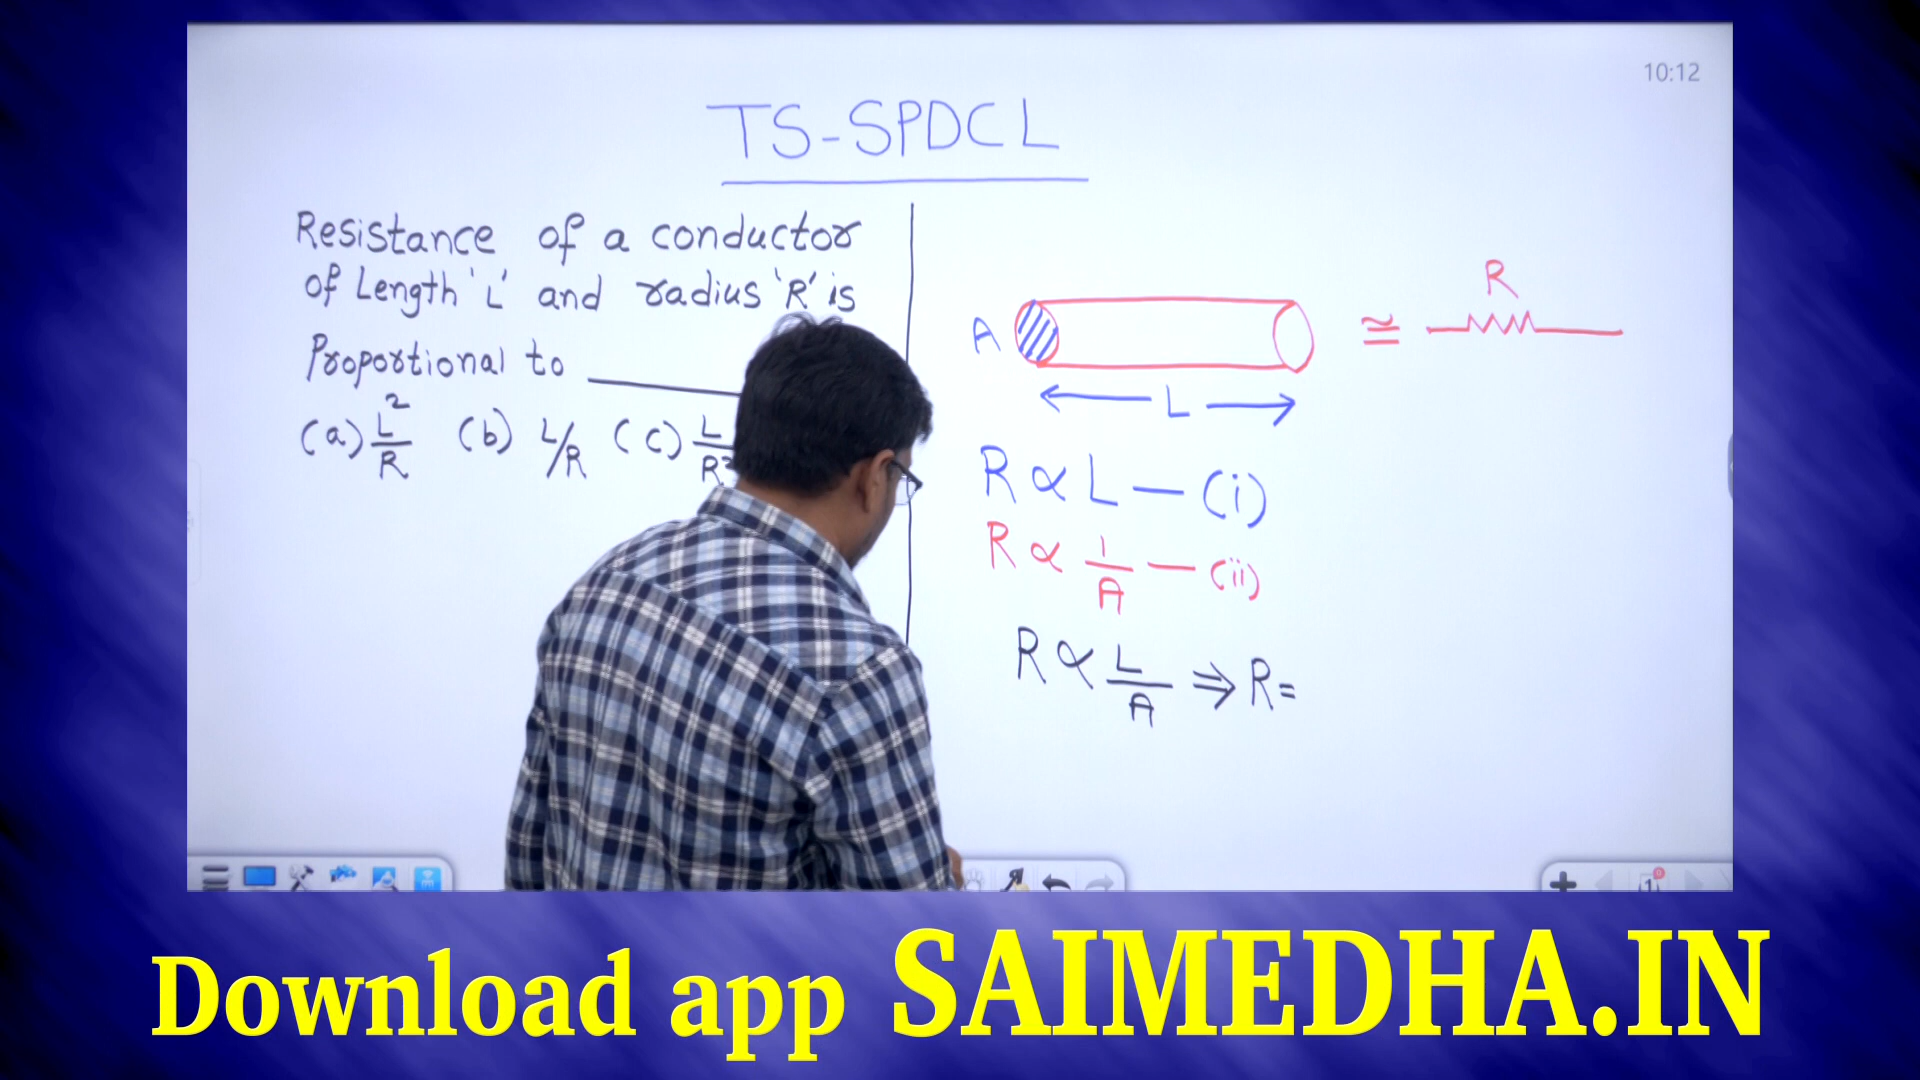 10:12
TS-SPDCL
Resistance of a conductor
of Length 'L' and radius 'R' is
Proportional to
(a) L²/R (b) L/R (c) L/R²
R
A
≅
L
R ∝ L — (i)
R ∝ 1/A — (ii)
R ∝ L/A ⇒ R =
Download app SAIMEDHA.IN